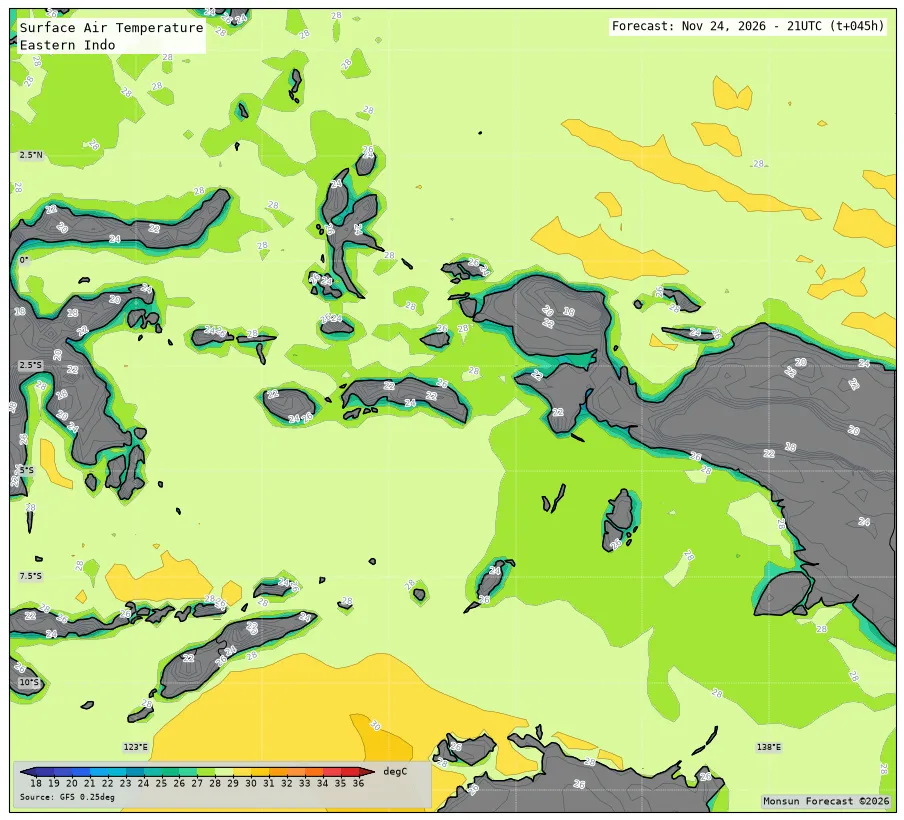 Surface Air Temperature
Eastern Indo
Forecast: Nov 24, 2026 - 21UTC (t+045h)
2.5°N
0°
2.5°S
5°S
7.5°S
10°S
123°E
138°E
degC
18 19 20 21 22 23 24 25 26 27 28 29 30 31 32 33 34 35 36
Source: GFS 0.25deg
Monsun Forecast ©2026